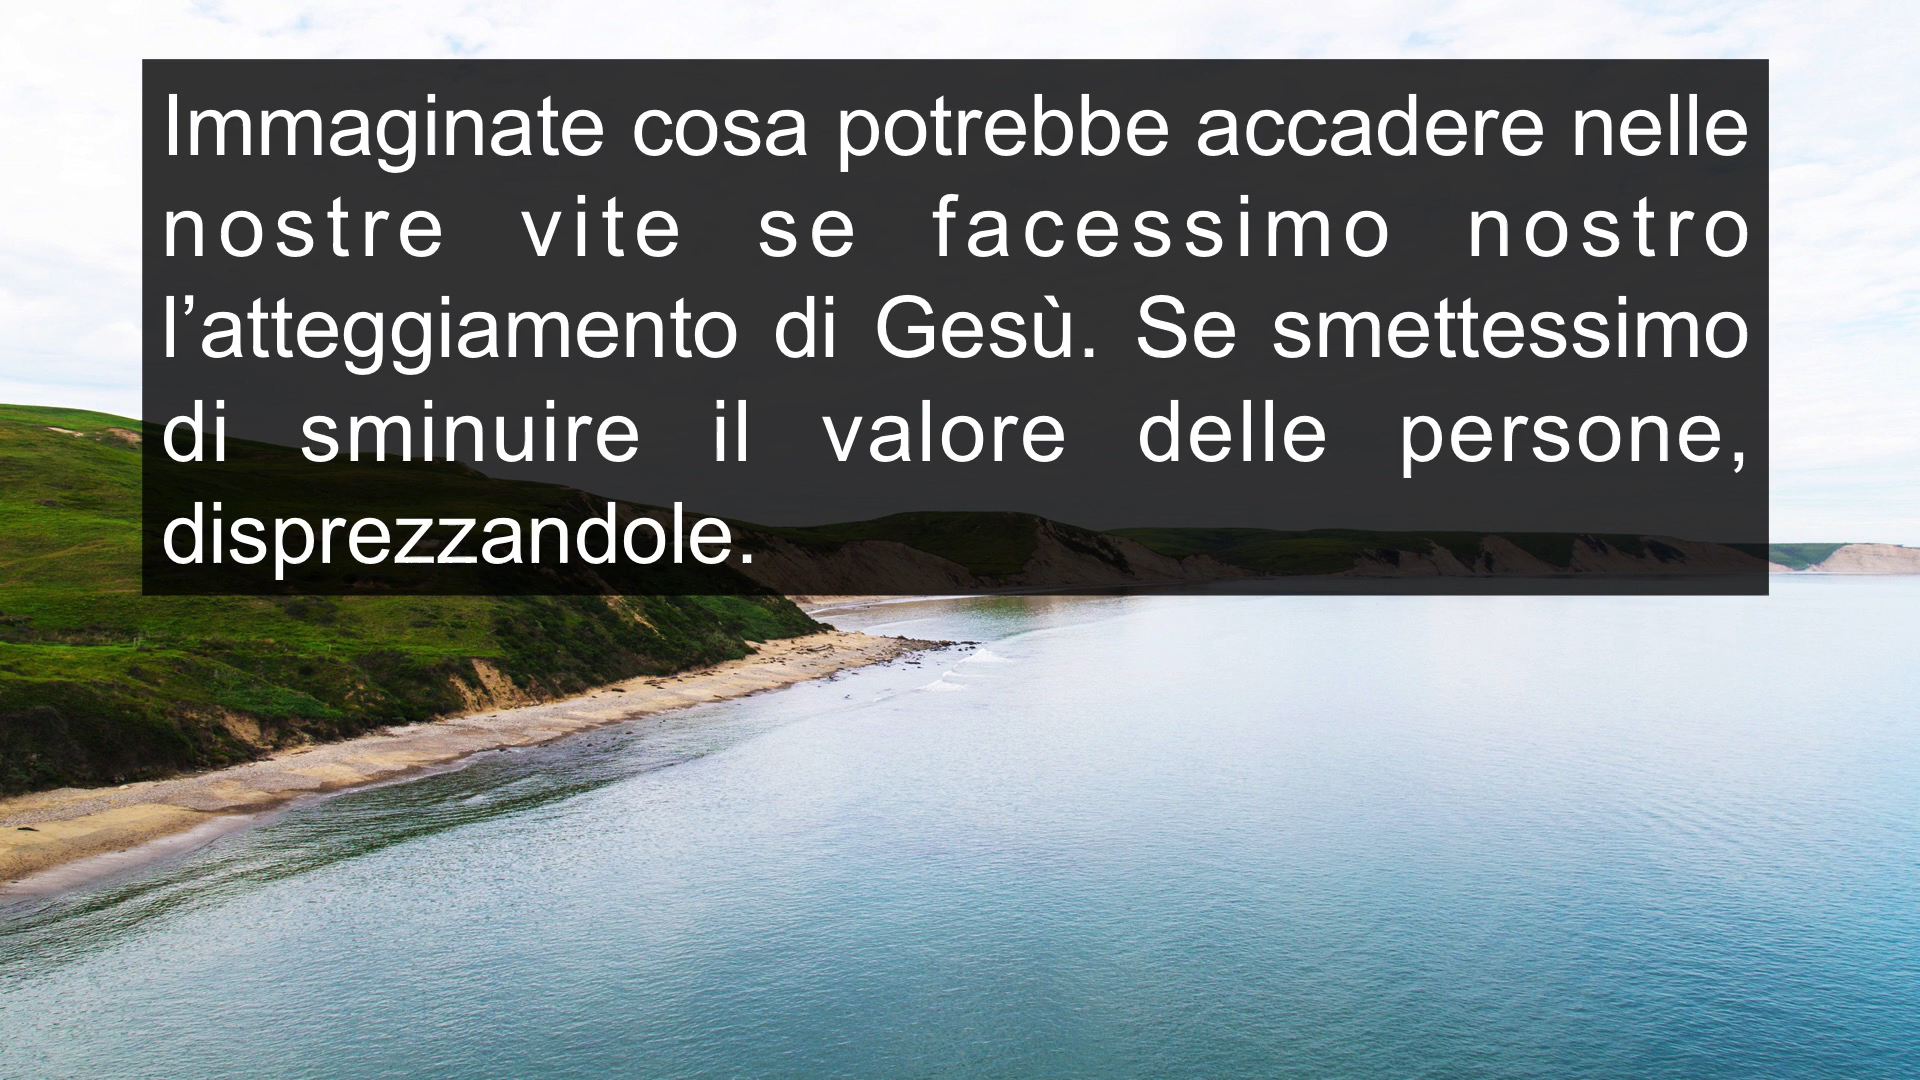 Immaginate cosa potrebbe accadere nelle
nostre vite se facessimo nostro
l’atteggiamento di Gesù. Se smettessimo
di sminuire il valore delle persone,
disprezzandole.